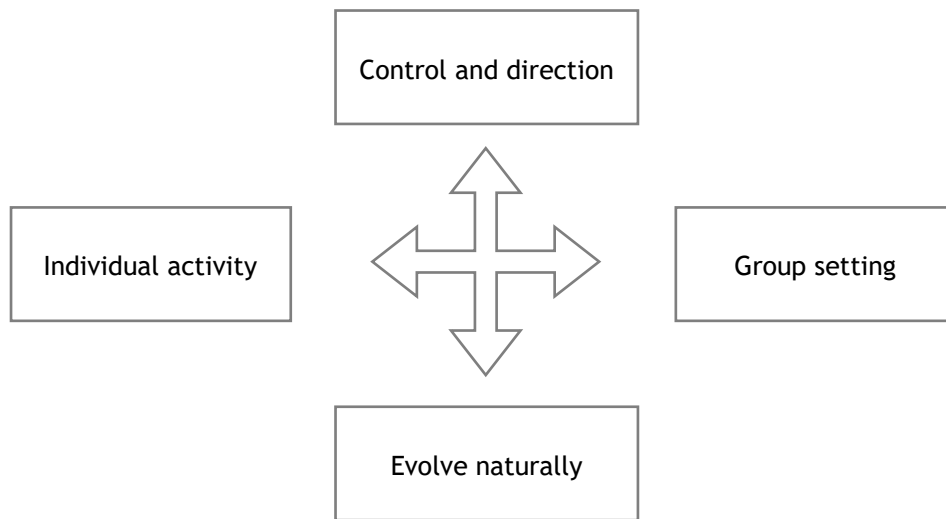 Control and direction
Individual activity
Group setting
Evolve naturally